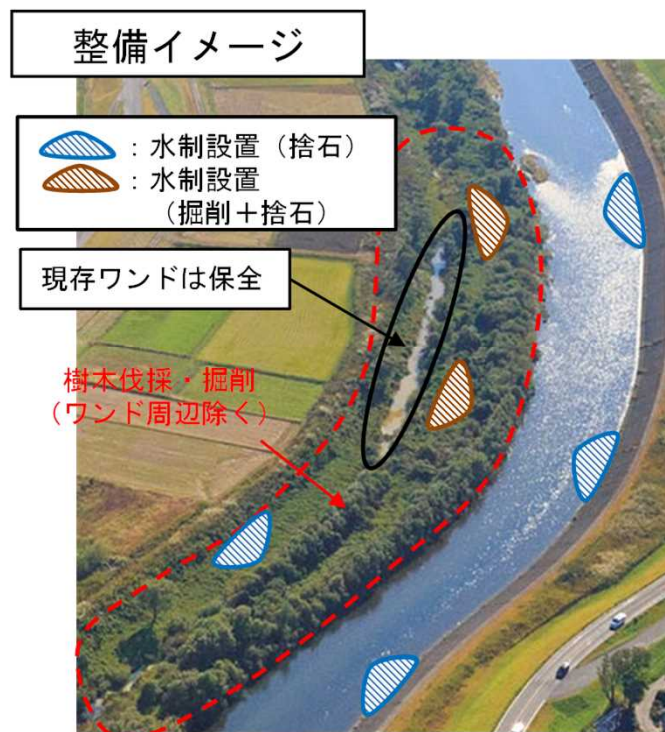 整備イメージ
：水制設置（捨石）
：水制設置
（掘削＋捨石）
現存ワンドは保全
樹木伐採・掘削
（ワンド周辺除く）